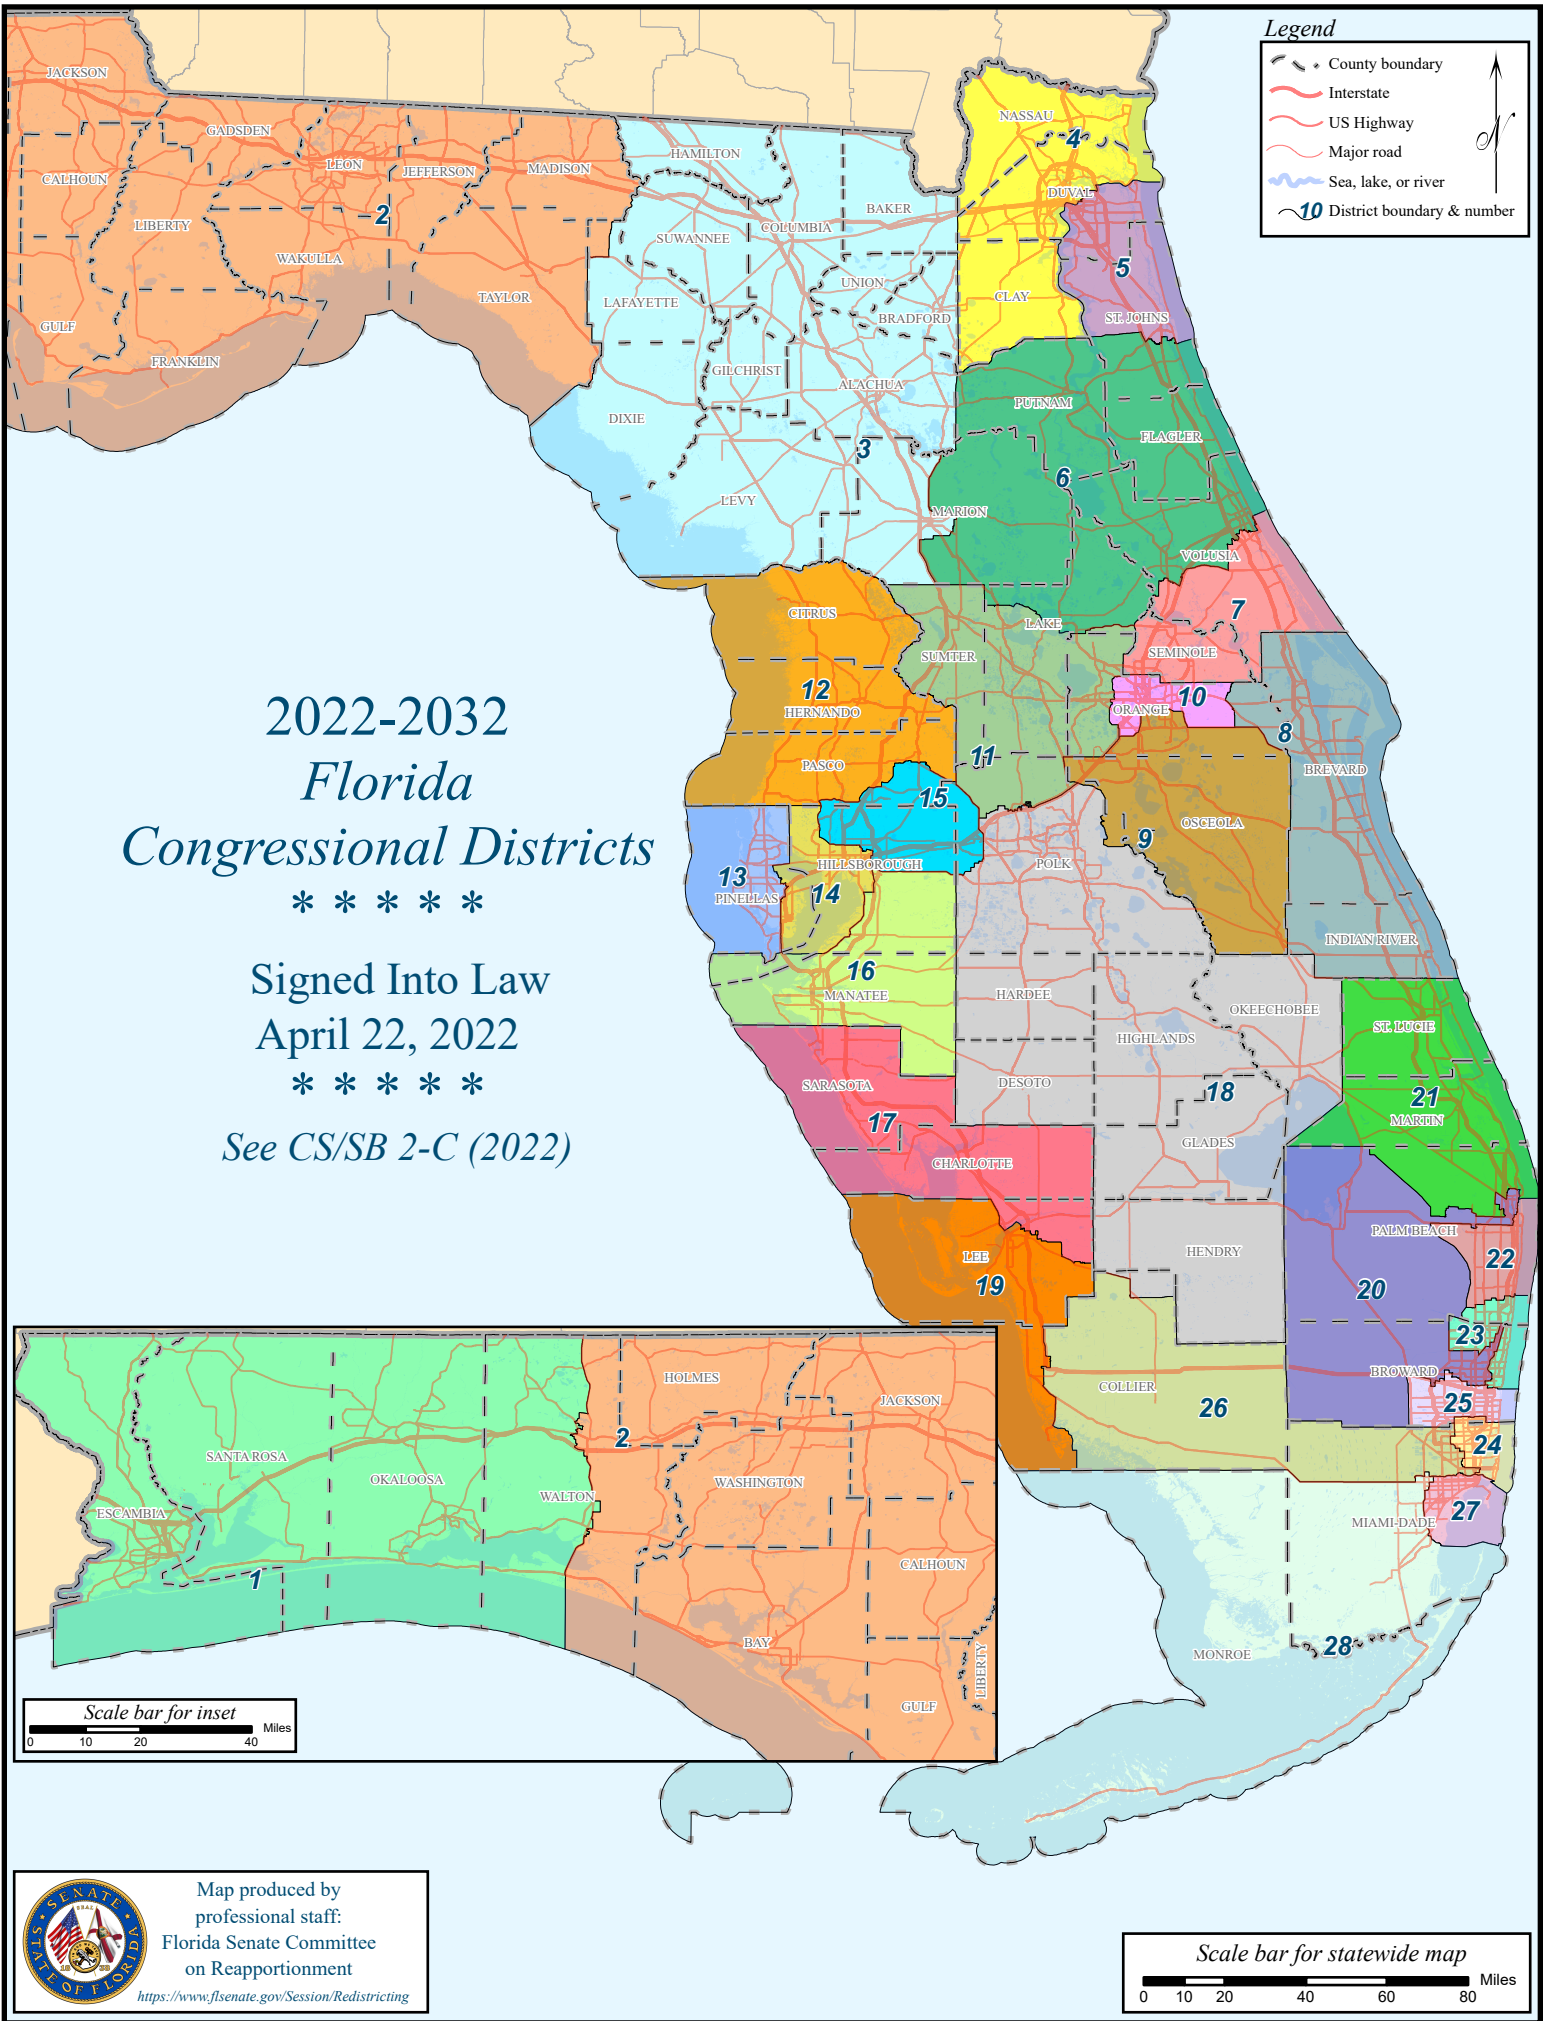 Legend
County boundary
Interstate
US Highway
Major road
Sea, lake, or river
10 District boundary & number
JACKSON
NASSAU
4
GADSDEN
HAMILTON
LEON
JEFFERSON
MADISON
CALHOUN
DUVAL
2
LIBERTY
BAKER
COLUMBIA
SUWANNEE
WAKULLA
5
UNION
TAYLOR
LAFAYETTE
CLAY
BRADFORD
ST. JOHNS
GULF
FRANKLIN
GILCHRIST
ALACHUA
PUTNAM
DIXIE
FLAGLER
3
6
LEVY
MARION
VOLUSIA
7
CITRUS
LAKE
SUMTER
SEMINOLE
12
10
HERNANDO
ORANGE
8
11
PASCO
BREVARD
15
OSCEOLA
9
HILLSBOROUGH
POLK
13
14
PINELLAS
INDIAN RIVER
16
MANATEE
HARDEE
OKEECHOBEE
ST. LUCIE
HIGHLANDS
SARASOTA
DESOTO
18
21
MARTIN
17
GLADES
CHARLOTTE
PALM BEACH
HENDRY
LEE
22
19
20
23
BROWARD
COLLIER
25
26
24
27
MIAMI-DADE
28
MONROE
2022-2032
Florida
Congressional Districts
* * * * *
Signed Into Law
April 22, 2022
* * * * *
See CS/SB 2-C (2022)
HOLMES
JACKSON
2
SANTA ROSA
OKALOOSA
WASHINGTON
WALTON
ESCAMBIA
CALHOUN
1
BAY
LIBERTY
GULF
Scale bar for inset
Miles
0 10 20 40
SENATE
STATE OF FLORIDA
SEAL
1838
Map produced by
professional staff:
Florida Senate Committee
on Reapportionment
https://www.flsenate.gov/Session/Redistricting
Scale bar for statewide map
Miles
0 10 20 40 60 80